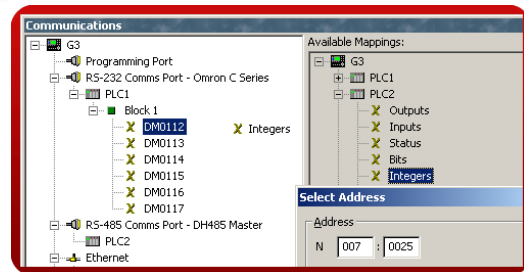 Communications
G3
Programming Port
RS-232 Comms Port - Omron C Series
PLC1
Block 1
DM0112
DM0113
DM0114
DM0115
DM0116
DM0117
RS-485 Comms Port - DH485 Master
PLC2
Ethernet
Integers
Available Mappings:
G3
PLC1
PLC2
Outputs
Inputs
Status
Bits
Integers
Select Address
Address
N 007 : 0025